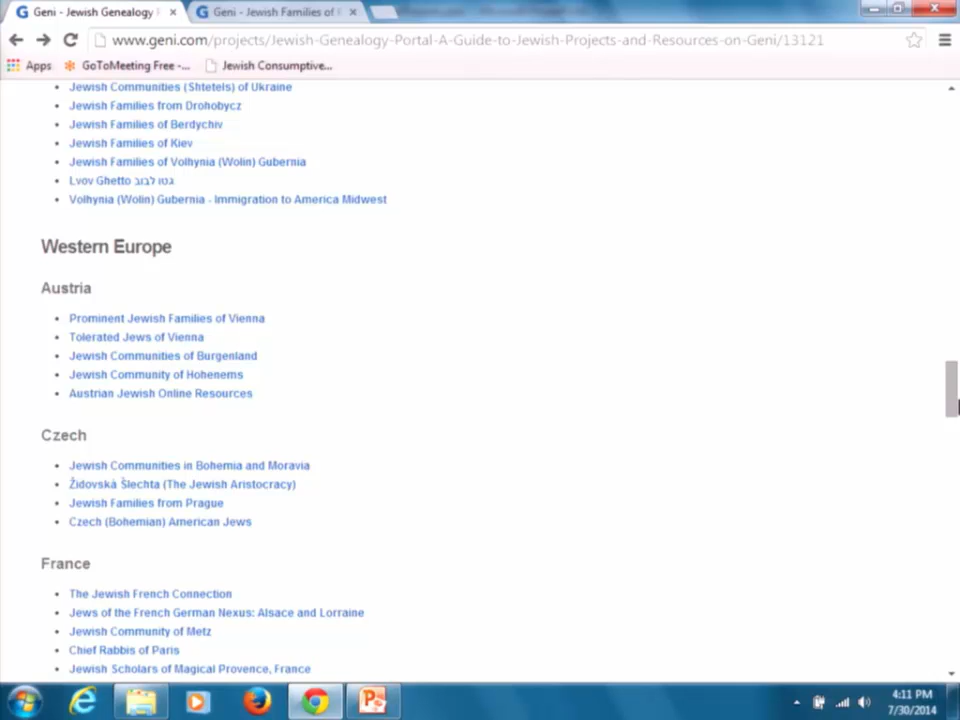 Geni - Jewish Genealogy
Geni - Jewish Families of
www.geni.com/projects/Jewish-Genealogy-Portal-A-Guide-to-Jewish-Projects-and-Resources-on-Geni/13121
Apps
GoToMeeting Free -...
Jewish Consumptive...
Jewish Communities (Shtetels) of Ukraine
Jewish Families from Drohobycz
Jewish Families of Berdychiv
Jewish Families of Kiev
Jewish Families of Volhynia (Wolin) Gubernia
Lvov Ghetto גטו לבוב
Volhynia (Wolin) Gubernia - Immigration to America Midwest
Western Europe
Austria
Prominent Jewish Families of Vienna
Tolerated Jews of Vienna
Jewish Communities of Burgenland
Jewish Community of Hohenems
Austrian Jewish Online Resources
Czech
Jewish Communities in Bohemia and Moravia
Židovská Šlechta (The Jewish Aristocracy)
Jewish Families from Prague
Czech (Bohemian) American Jews
France
The Jewish French Connection
Jews of the French German Nexus: Alsace and Lorraine
Jewish Community of Metz
Chief Rabbis of Paris
Jewish Scholars of Magical Provence, France
4:11 PM
7/30/2014